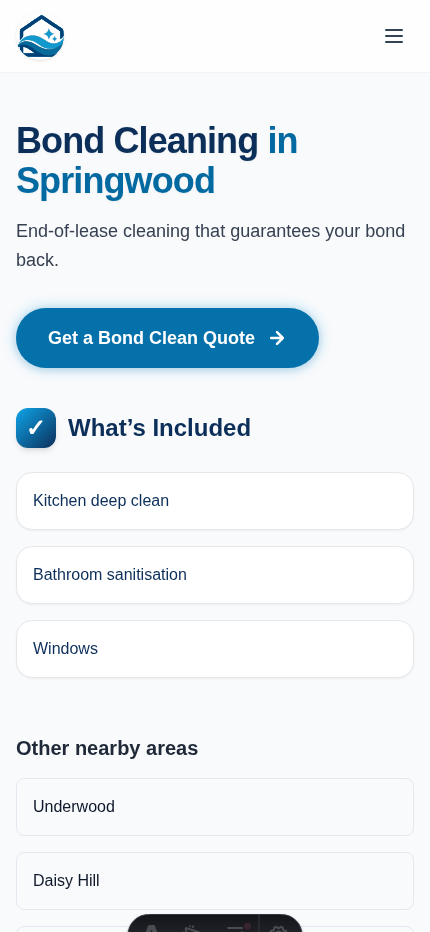 Bond Cleaning in
Springwood
End-of-lease cleaning that guarantees your bond
back.
Get a Bond Clean Quote →
✓ What’s Included
Kitchen deep clean
Bathroom sanitisation
Windows
Other nearby areas
Underwood
Daisy Hill